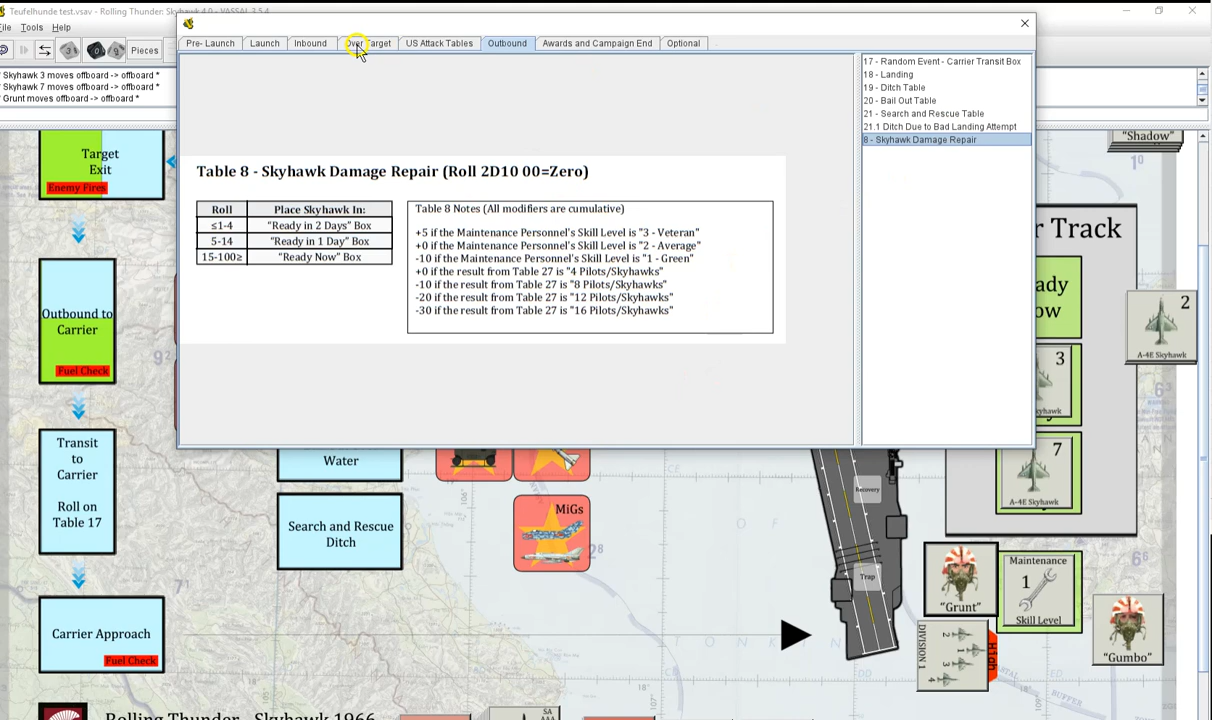 Teufelhunde test.vsav - Rolling Thunder: Skyhawk 4.0 - VASSAL 3.5.4
File Tools Help
Pieces
Skyhawk 3 moves offboard -> offboard *
Skyhawk 7 moves offboard -> offboard *
Grunt moves offboard -> offboard *
Pre- Launch Launch Inbound Over Target US Attack Tables Outbound Awards and Campaign End Optional
17 - Random Event - Carrier Transit Box
18 - Landing
19 - Ditch Table
20 - Bail Out Table
21 - Search and Rescue Table
21.1 Ditch Due to Bad Landing Attempt
8 - Skyhawk Damage Repair
Table 8 - Skyhawk Damage Repair (Roll 2D10 00=Zero)
Roll Place Skyhawk In:
≤1-4 "Ready in 2 Days" Box
5-14 "Ready in 1 Day" Box
15-100≥ "Ready Now" Box
Table 8 Notes (All modifiers are cumulative)
+5 if the Maintenance Personnel's Skill Level is "3 - Veteran"
+0 if the Maintenance Personnel's Skill Level is "2 - Average"
-10 if the Maintenance Personnel's Skill Level is "1 - Green"
+0 if the result from Table 27 is "4 Pilots/Skyhawks"
-10 if the result from Table 27 is "8 Pilots/Skyhawks"
-20 if the result from Table 27 is "12 Pilots/Skyhawks"
-30 if the result from Table 27 is "16 Pilots/Skyhawks"
Target
Exit
Enemy Fires
Outbound to
Carrier
Fuel Check
Transit
to
Carrier
Roll on
Table 17
Carrier Approach
Fuel Check
Water
Search and Rescue
Ditch
MiGs
"Shadow"
r Track
ady
ow
2
A-4E Skyhawk
3
yhawk
7
A-4E Skyhawk
Recovery
Trap
"Grunt"
Maintenance
1
Skill Level
"Gumbo"
DIVISION 1
2
1
3
4
Rolling Thunder - Skyhawk 1966
SA
AAA